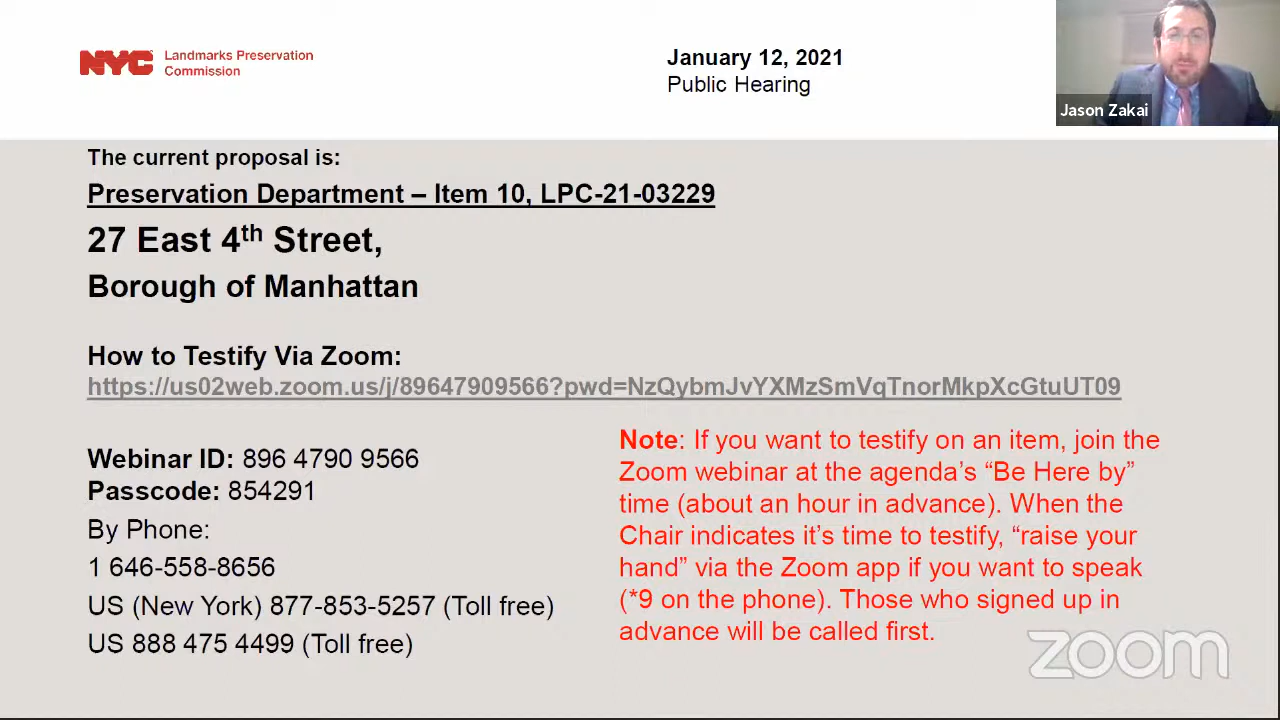 NYC Landmarks Preservation
Commission
January 12, 2021
Public Hearing
Jason Zakai
The current proposal is:
Preservation Department – Item 10, LPC-21-03229
27 East 4th Street,
Borough of Manhattan
How to Testify Via Zoom:
https://us02web.zoom.us/j/89647909566?pwd=NzQybmJvYXMzSmVqTnorMkpXcGtuUT09
Webinar ID: 896 4790 9566
Passcode: 854291
By Phone:
1 646-558-8656
US (New York) 877-853-5257 (Toll free)
US 888 475 4499 (Toll free)
Note: If you want to testify on an item, join the
Zoom webinar at the agenda’s “Be Here by”
time (about an hour in advance). When the
Chair indicates it’s time to testify, “raise your
hand” via the Zoom app if you want to speak
(*9 on the phone). Those who signed up in
advance will be called first.
zoom